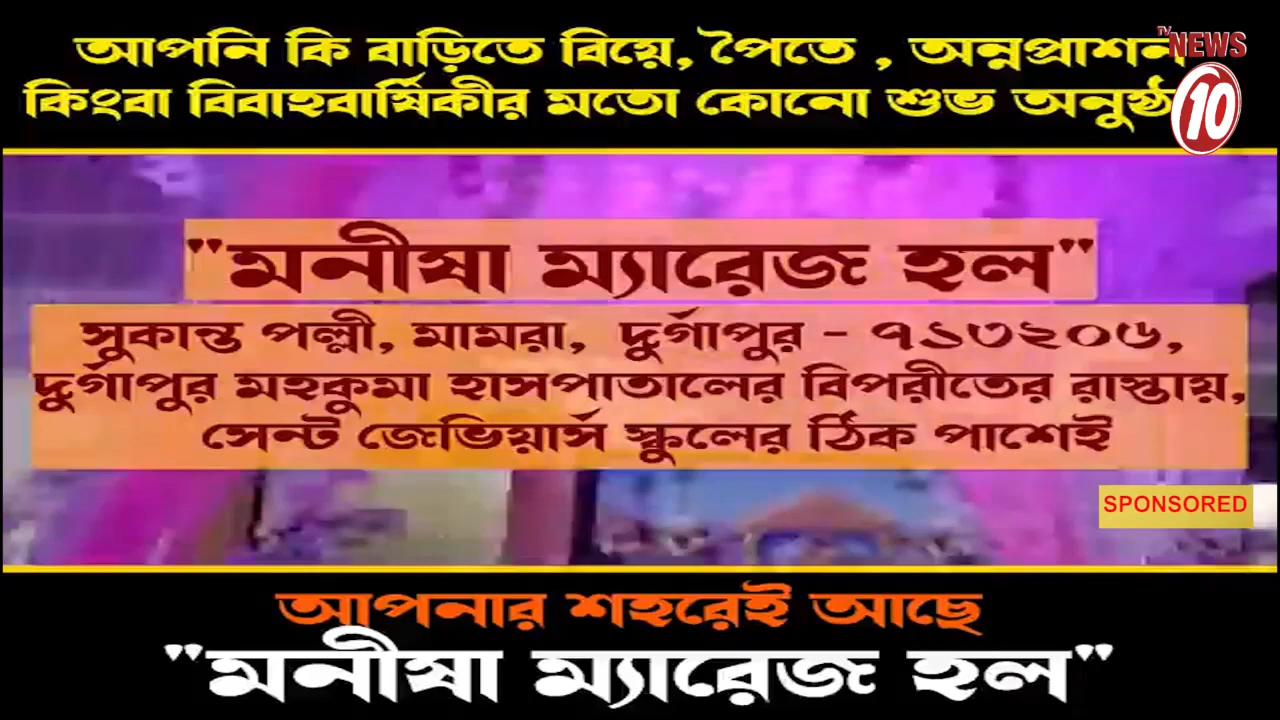 আপনি কি বাড়িতে বিয়ে, পৈতে , অন্নপ্রাশন
কিংবা বিবাহবার্ষিকীর মতো কোনো শুভ
TV NEWS
10
"মনীষা ম্যারেজ হল"
সুকান্ত পল্লী, মামরা, দুর্গাপুর - ৭১৩২০৬,
দুর্গাপুর মহকুমা হাসপাতালের বিপরীতের রাস্তায়,
সেন্ট জেভিয়ার্স স্কুলের ঠিক পাশেই
SPONSORED
আপনার শহরেই আছে
"মনীষা ম্যারেজ হল"